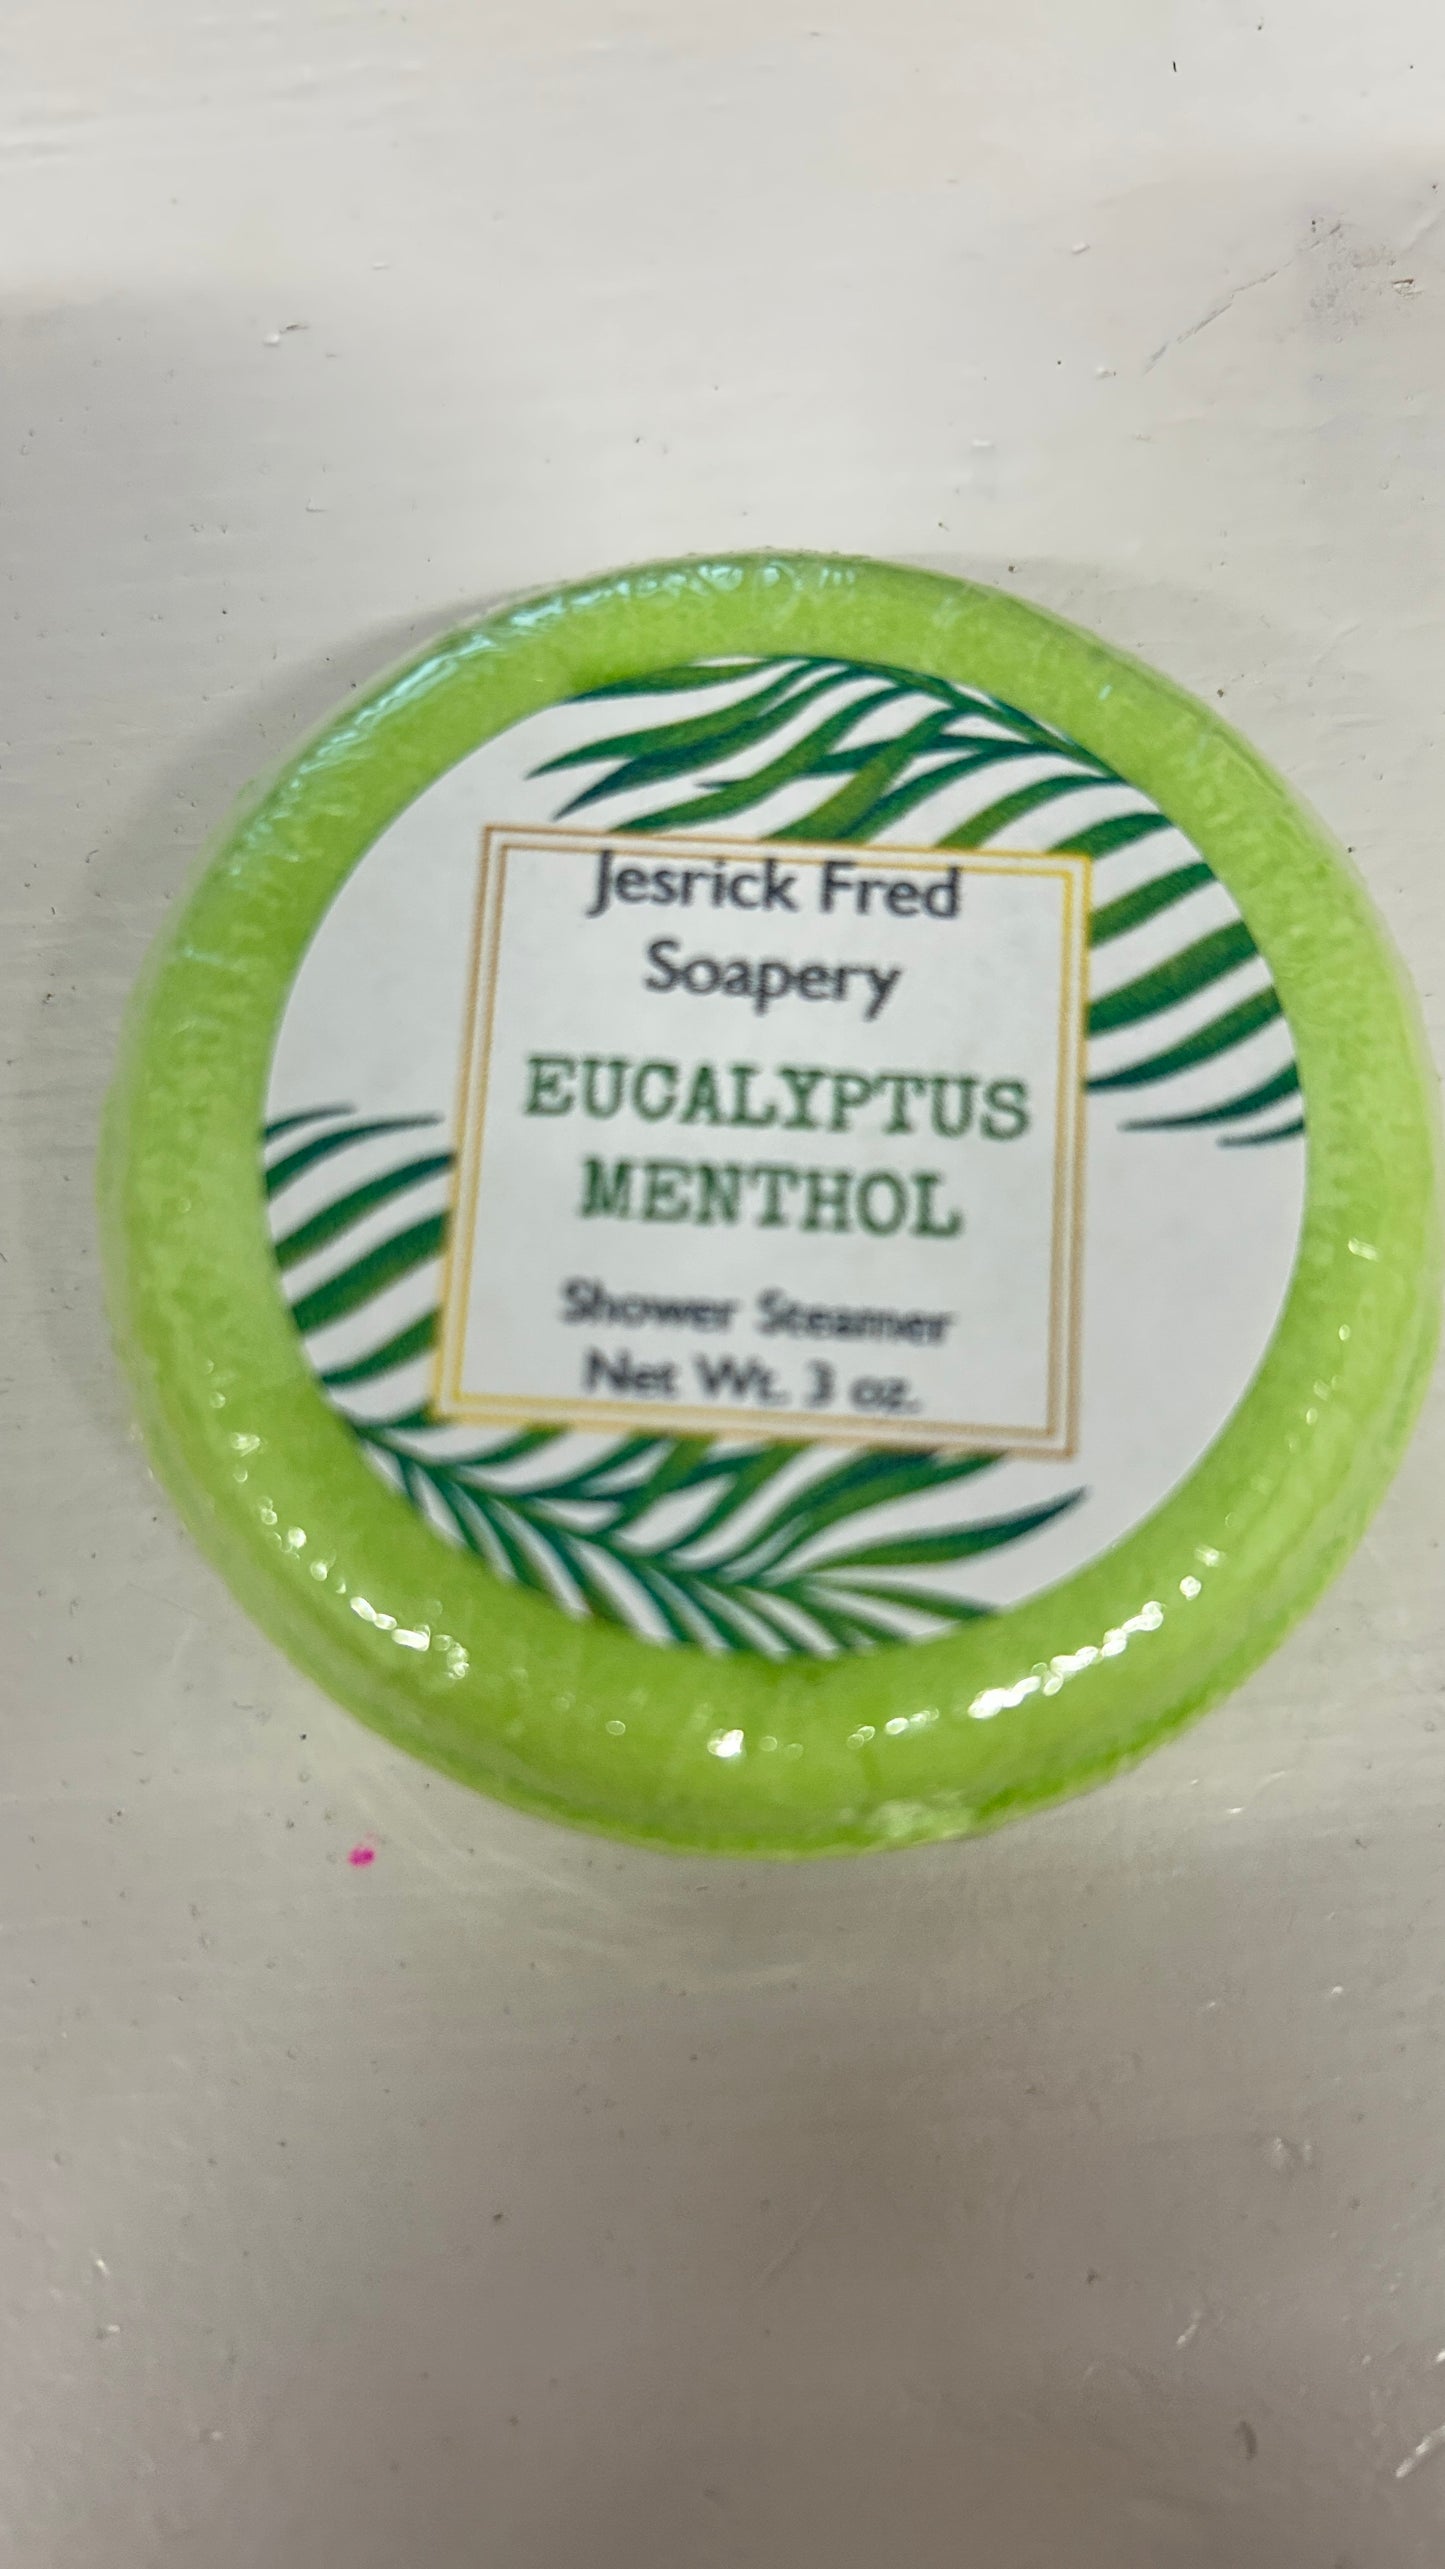 Jesrick Fred
Soapery
EUCALYPTUS
MENTHOL
Shower Steamer
Net Wt. 3 oz.